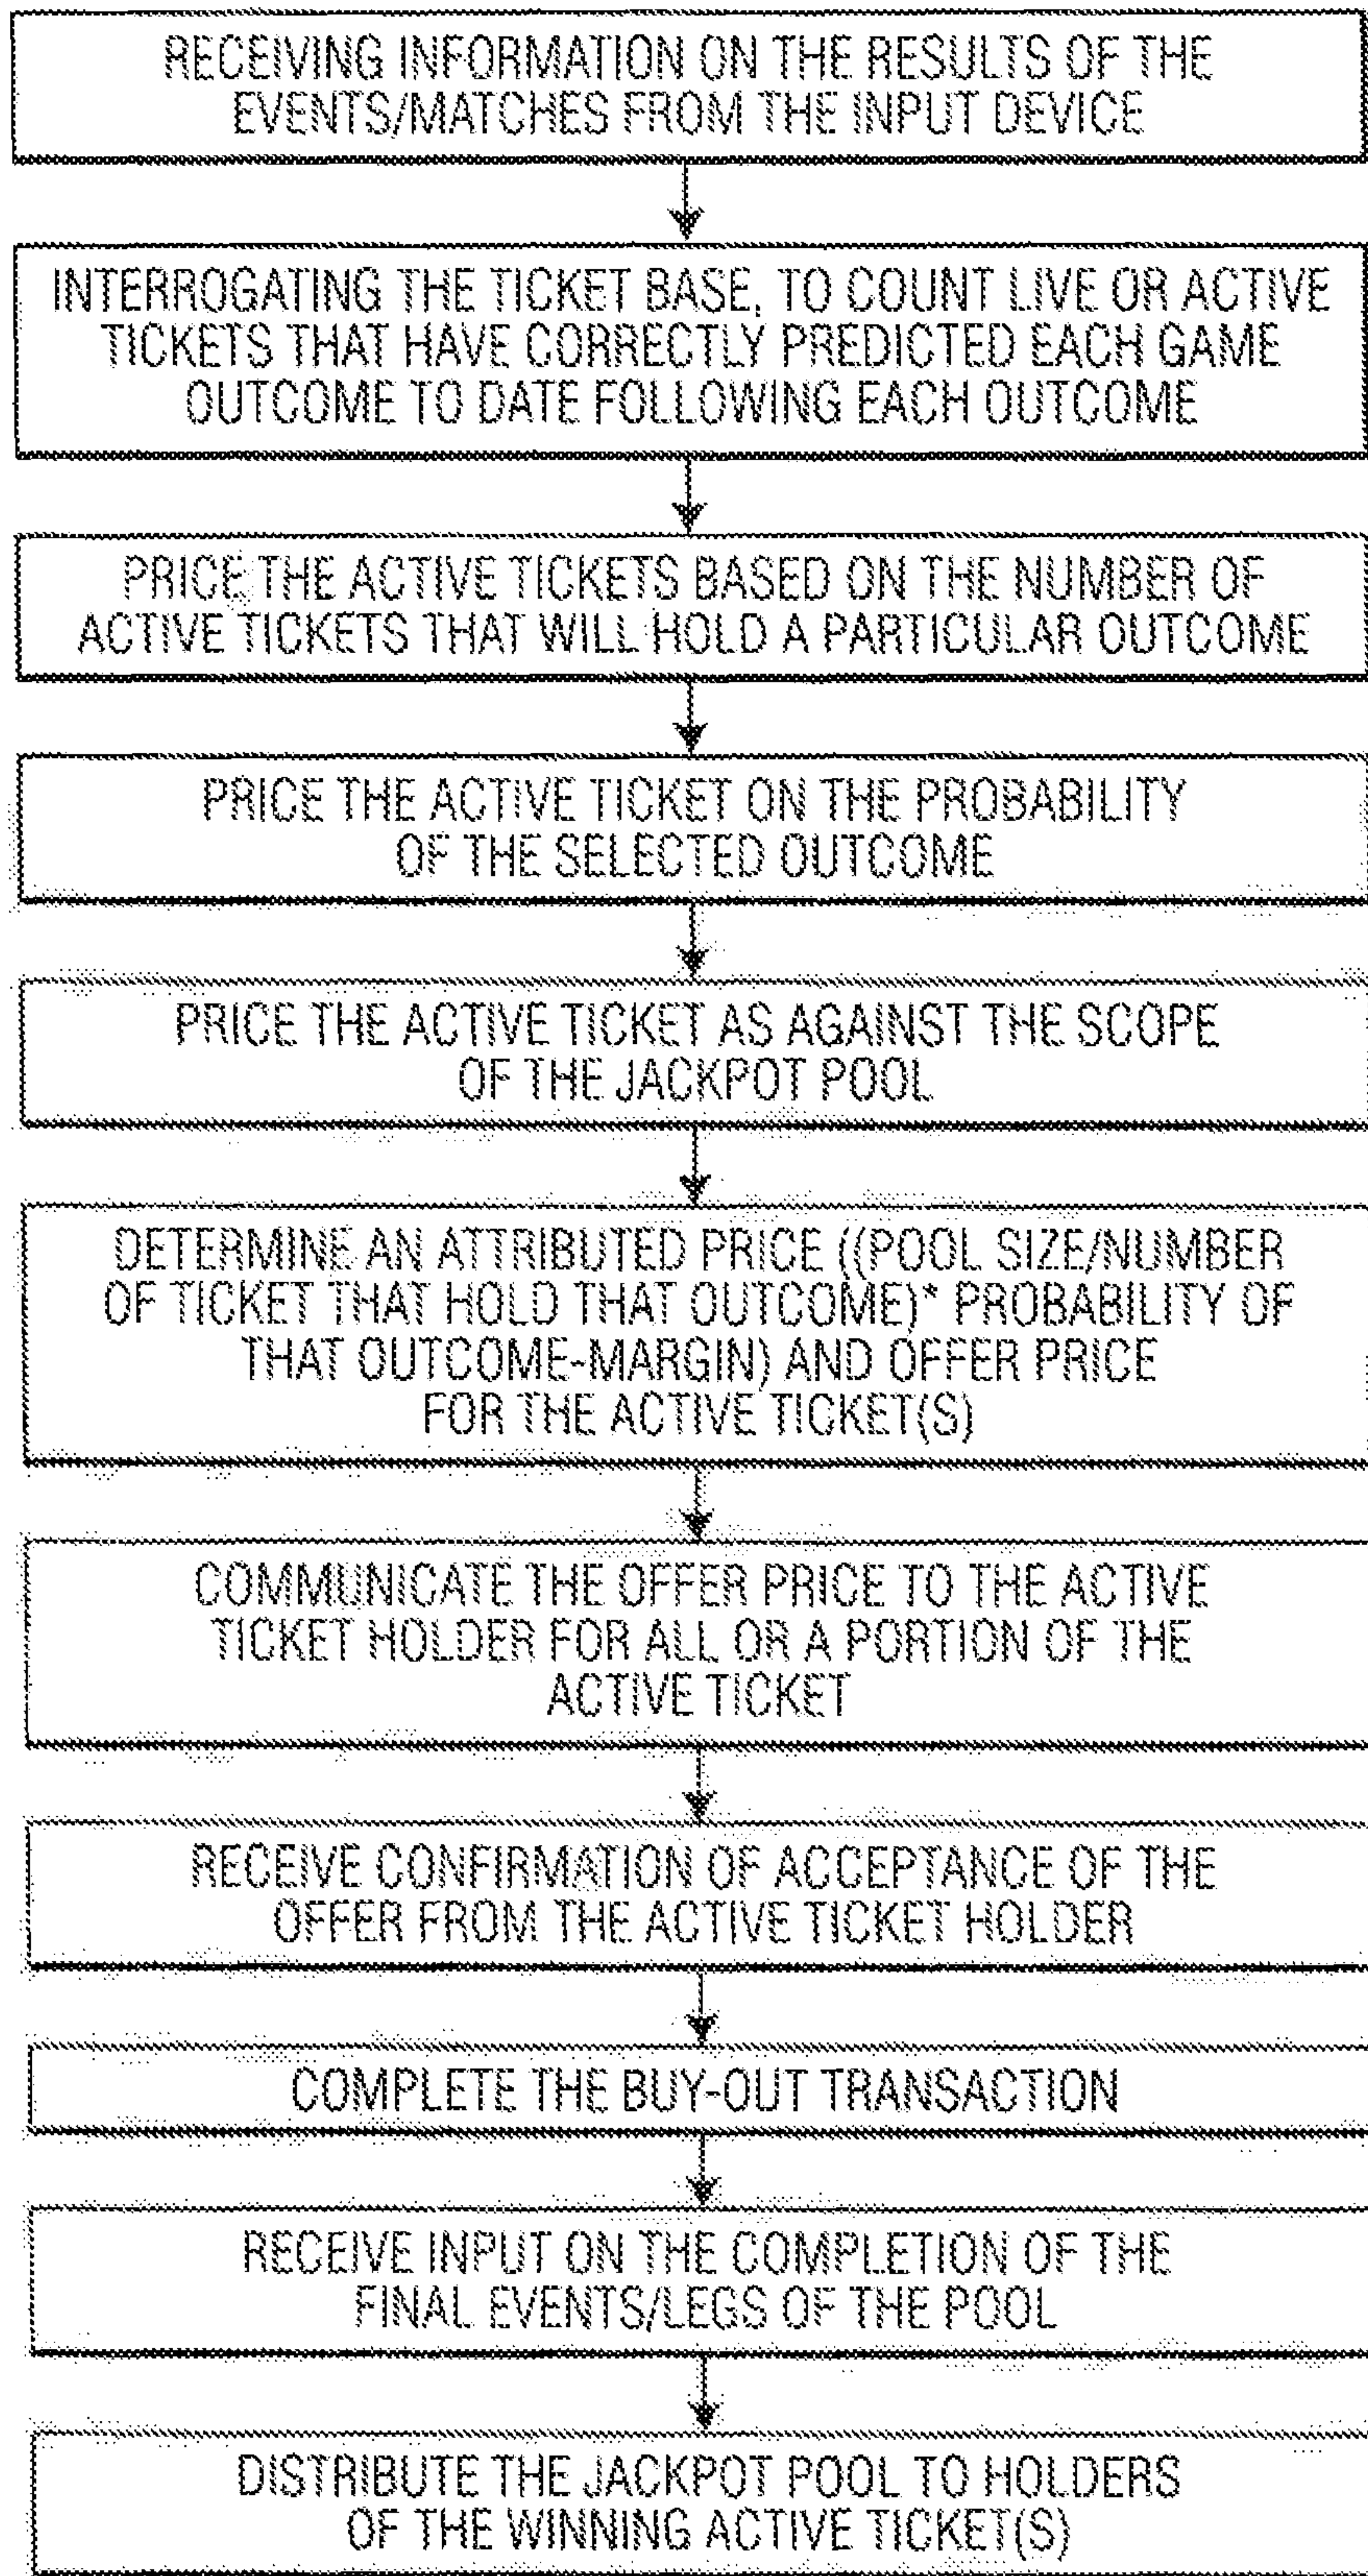 RECEIVING INFORMATION ON THE RESULTS OF THE
EVENTS/MATCHES FROM THE INPUT DEVICE
INTERROGATING THE TICKET BASE, TO COUNT LIVE OR ACTIVE
TICKETS THAT HAVE CORRECTLY PREDICTED EACH GAME
OUTCOME TO DATE FOLLOWING EACH OUTCOME
PRICE THE ACTIVE TICKETS BASED ON THE NUMBER OF
ACTIVE TICKETS THAT WILL HOLD A PARTICULAR OUTCOME
PRICE THE ACTIVE TICKET ON THE PROBABILITY
OF THE SELECTED OUTCOME
PRICE THE ACTIVE TICKET AS AGAINST THE SCOPE
OF THE JACKPOT POOL
DETERMINE AN ATTRIBUTED PRICE ((POOL SIZE/NUMBER
OF TICKET THAT HOLD THAT OUTCOME)* PROBABILITY OF
THAT OUTCOME-MARGIN) AND OFFER PRICE
FOR THE ACTIVE TICKET(S)
COMMUNICATE THE OFFER PRICE TO THE ACTIVE
TICKET HOLDER FOR ALL OR A PORTION OF THE
ACTIVE TICKET
RECEIVE CONFIRMATION OF ACCEPTANCE OF THE
OFFER FROM THE ACTIVE TICKET HOLDER
COMPLETE THE BUY-OUT TRANSACTION
RECEIVE INPUT ON THE COMPLETION OF THE
FINAL EVENTS/LEGS OF THE POOL
DISTRIBUTE THE JACKPOT POOL TO HOLDERS
OF THE WINNING ACTIVE TICKET(S)